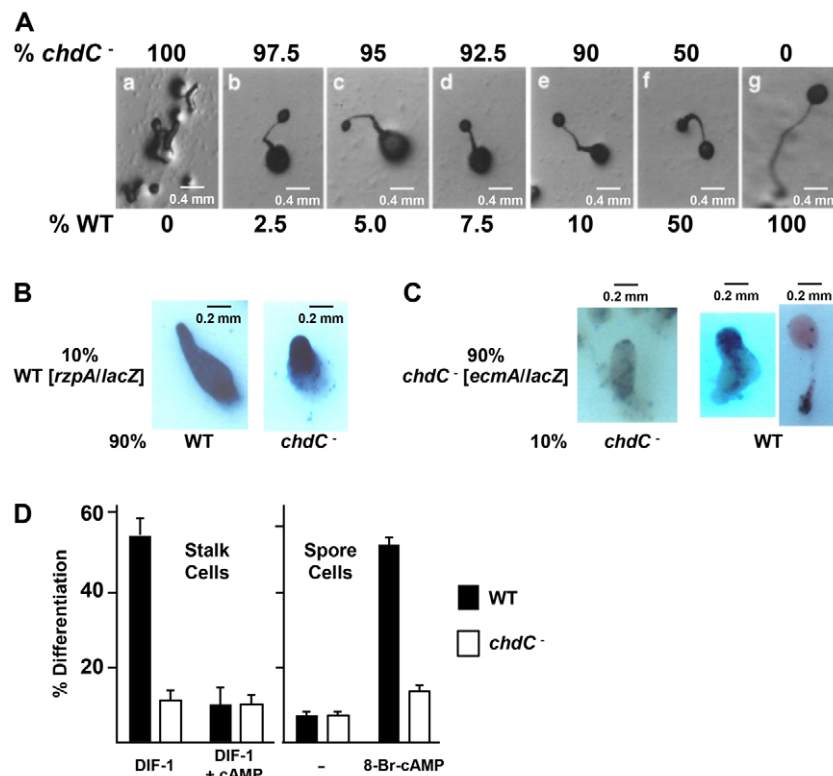 A
% chdC - 100 97.5 95 92.5 90 50 0
a b c d e f g
0.4 mm 0.4 mm 0.4 mm 0.4 mm 0.4 mm 0.4 mm 0.4 mm
% WT 0 2.5 5.0 7.5 10 50 100
B
0.2 mm 0.2 mm
10%
WT [rzpA/lacZ]
90% WT chdC -
C
0.2 mm 0.2 mm 0.2 mm
90%
chdC - [ecmA/lacZ]
10% chdC - WT
D
% Differentiation
60
40
20
Stalk
Cells
Spore
Cells
WT
chdC -
DIF-1
DIF-1
+ cAMP
-
8-Br-cAMP